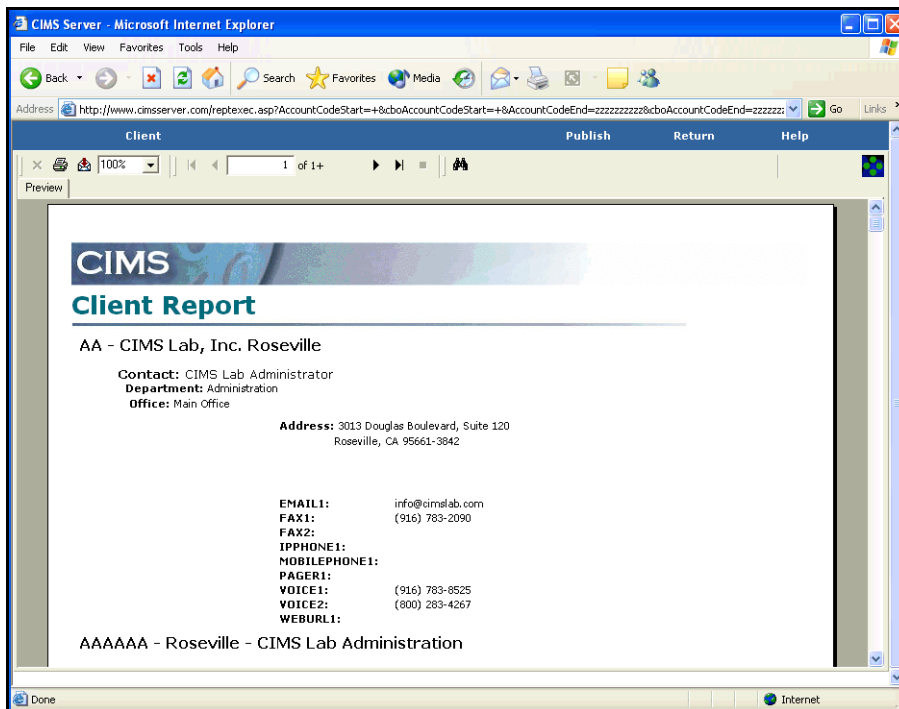 CIMS Server - Microsoft Internet Explorer
File Edit View Favorites Tools Help
Back Search Favorites Media
Address http://www.cimsserver.com/reptexec.asp?AccountCodeStart=+&cboAccountCodeStart=+&AccountCodeEnd=zzzzzzzzzz&cboAccountCodeEnd=zzzzzz Go Links
Client Publish Return Help
100% 1 of 1+
Preview
CIMS
Client Report
AA - CIMS Lab, Inc. Roseville
Contact: CIMS Lab Administrator
Department: Administration
Office: Main Office
Address: 3013 Douglas Boulevard, Suite 120
Roseville, CA 95661-3842
EMAIL1: info@cimslab.com
FAX1: (916) 783-2090
FAX2:
IPPHONE1:
MOBILEPHONE1:
PAGER1:
VOICE1: (916) 783-8525
VOICE2: (800) 283-4267
WEBURL1:
AAAAAA - Roseville - CIMS Lab Administration
Done Internet